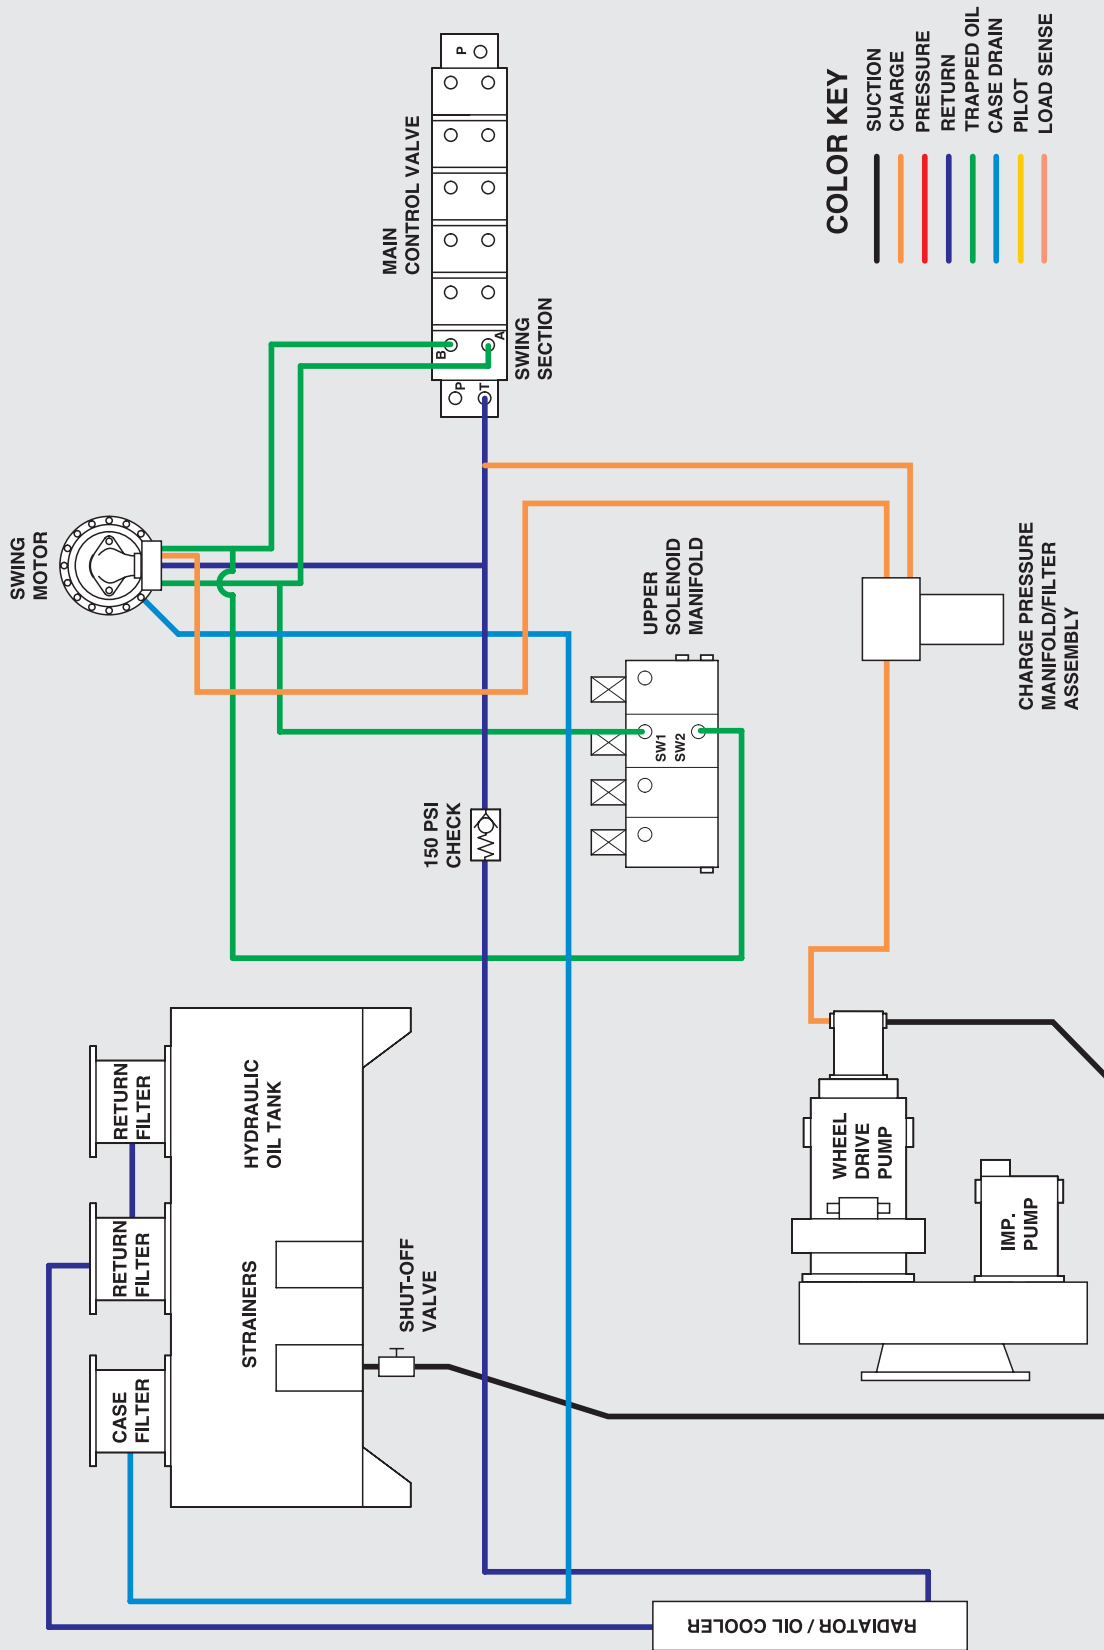 SWING
MOTOR
MAIN
CONTROL VALVE
P
B
A
P
T
SWING
SECTION
COLOR KEY
SUCTION
CHARGE
PRESSURE
RETURN
TRAPPED OIL
CASE DRAIN
PILOT
LOAD SENSE
UPPER
SOLENOID
MANIFOLD
SW1
SW2
CHARGE PRESSURE
MANIFOLD/FILTER
ASSEMBLY
150 PSI
CHECK
RETURN
FILTER
RETURN
FILTER
CASE
FILTER
HYDRAULIC
OIL TANK
STRAINERS
SHUT-OFF
VALVE
WHEEL
DRIVE
PUMP
IMP.
PUMP
RADIATOR / OIL COOLER